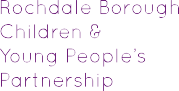 Rochdale Borough
Children &
Young People's
Partnership